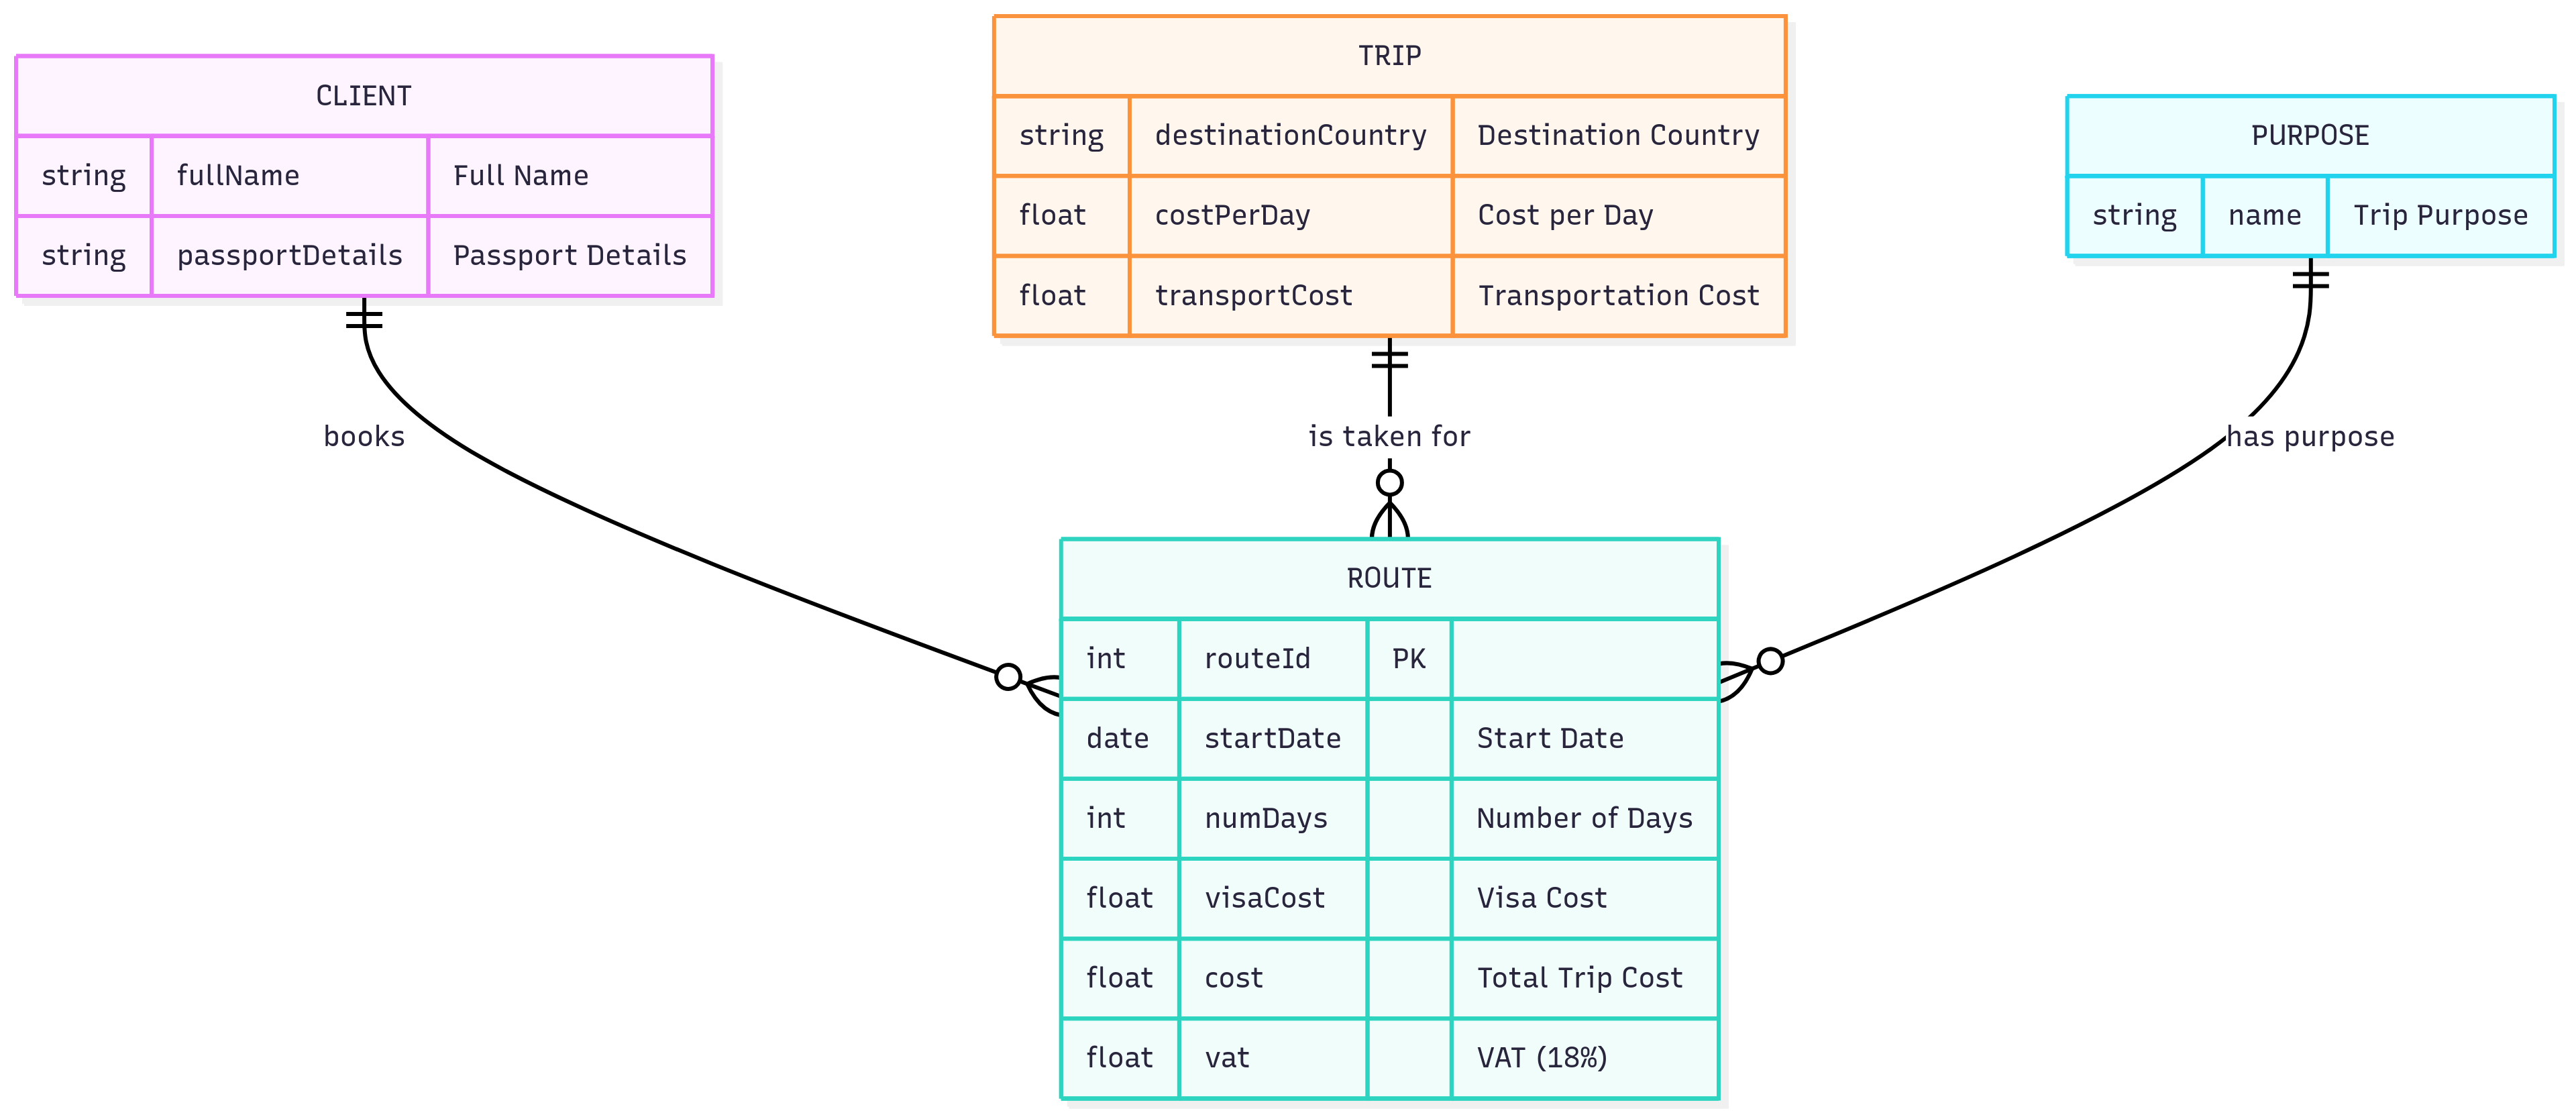 CLIENT
string fullName Full Name
string passportDetails Passport Details
TRIP
string destinationCountry Destination Country
float costPerDay Cost per Day
float transportCost Transportation Cost
PURPOSE
string name Trip Purpose
books
is taken for
has purpose
ROUTE
int routeId PK
date startDate Start Date
int numDays Number of Days
float visaCost Visa Cost
float cost Total Trip Cost
float vat VAT (18%)